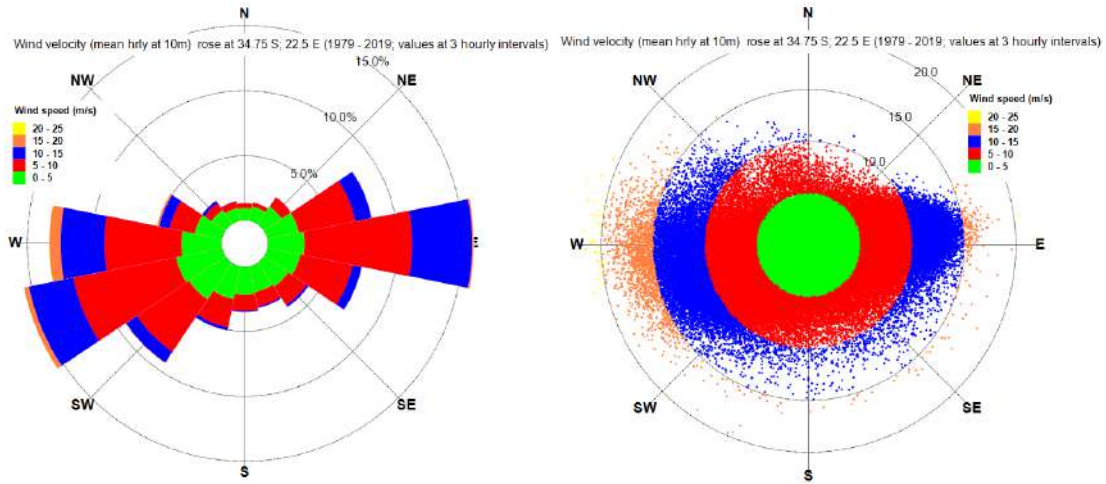 N
Wind velocity (mean hrly at 10m) rose at 34.75 S; 22.5 E (1979 - 2019; values at 3 hourly intervals)
15.0%
NW
NE
Wind speed (m/s)
20 - 25
15 - 20
10 - 15
5 - 10
0 - 5
10.0%
5.0%
W
E
SW
SE
S
N
Wind velocity (mean hrly at 10m) rose at 34.75 S; 22.5 E (1979 - 2019; values at 3 hourly intervals)
20.0
NW
NE
Wind speed (m/s)
20 - 25
15 - 20
10 - 15
5 - 10
0 - 5
15.0
10.0
W
E
SW
SE
S